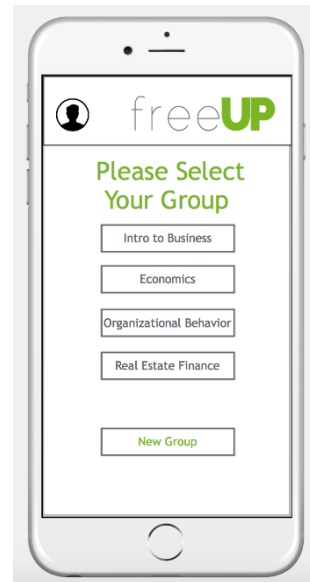 freeUP
Please Select
Your Group
Intro to Business
Economics
Organizational Behavior
Real Estate Finance
New Group